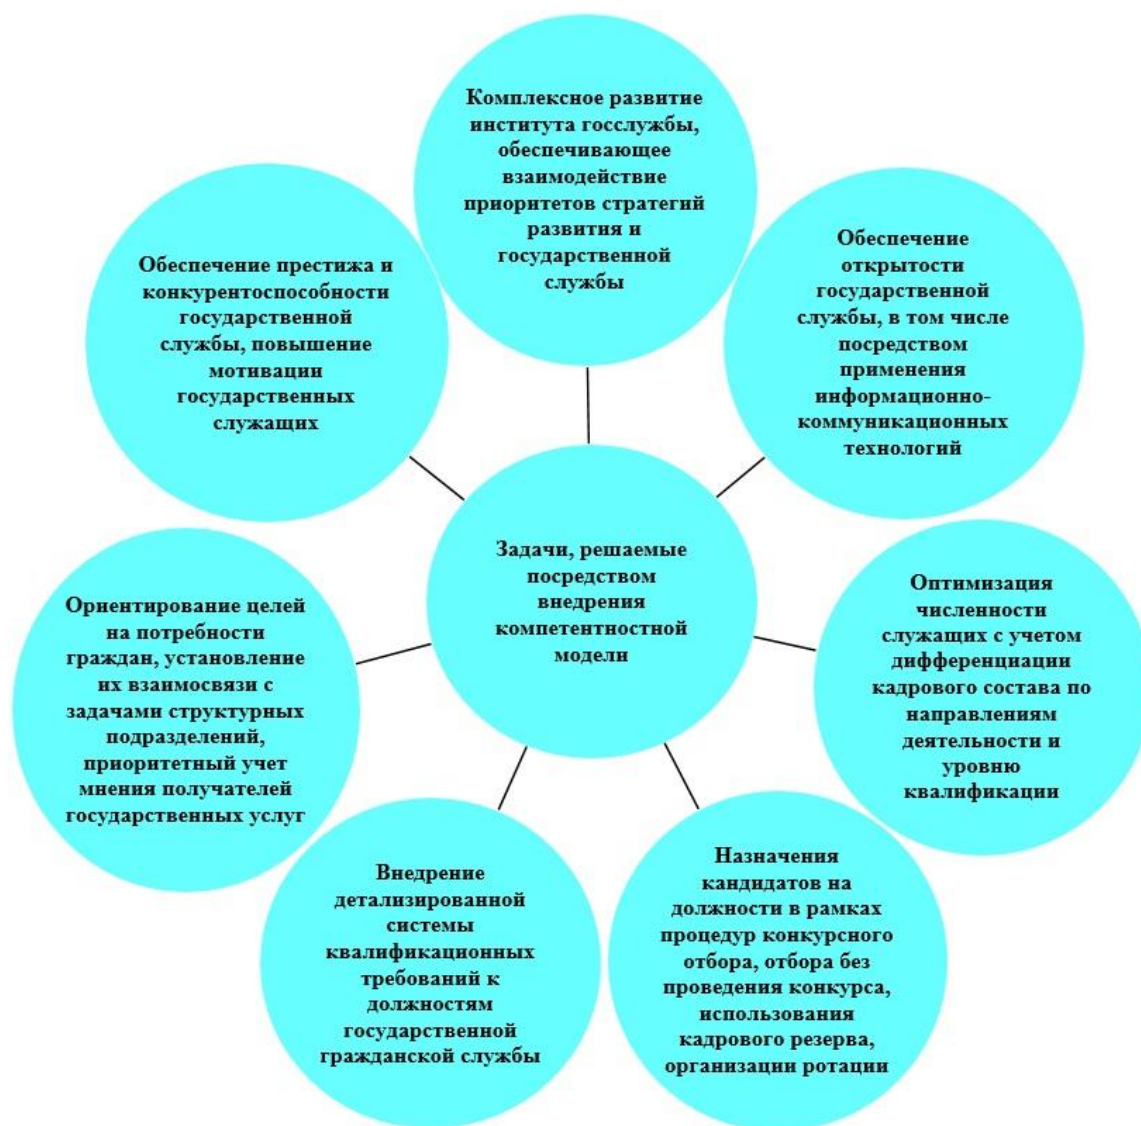 Комплексное развитие
института госслужбы,
обеспечивающее
взаимодействие
приоритетов стратегий
развития и
государственной
службы
Обеспечение престижа и
конкурентоспособности
государственной
службы, повышение
мотивации
государственных
служащих
Обеспечение
открытости
государственной
службы, в том числе
посредством
применения
информационно-
коммуникационных
технологий
Задачи, решаемые
посредством
внедрения
компетентностной
модели
Ориентирование целей
на потребности
граждан, установление
их взаимосвязи с
задачами структурных
подразделений,
приоритетный учет
мнения получателей
государственных услуг
Оптимизация
численности
служащих с учетом
дифференциации
кадрового состава по
направлениям
деятельности и
уровню
квалификации
Внедрение
детализированной
системы
квалификационных
требований к
должностям
государственной
гражданской службы
Назначения
кандидатов на
должности в рамках
процедур конкурсного
отбора, отбора без
проведения конкурса,
использования
кадрового резерва,
организации ротации